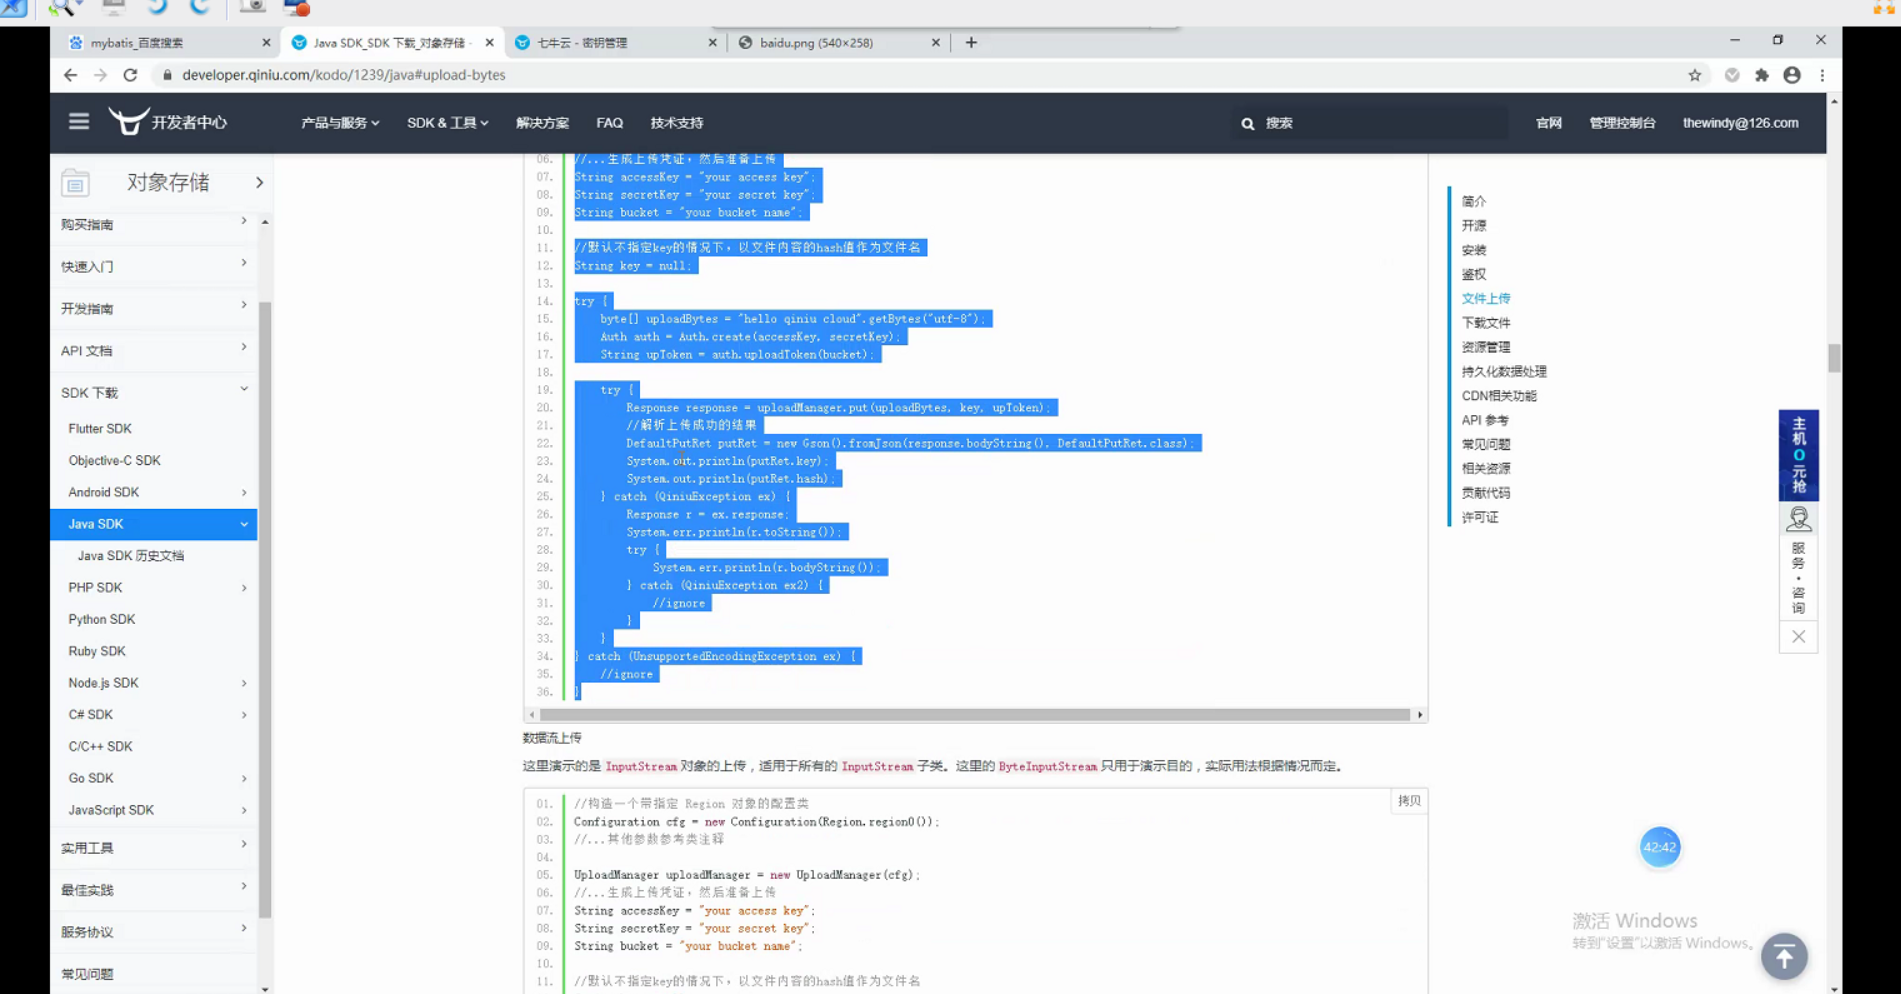 mybatis_百度搜索
Java SDK_SDK 下载_对象存储 -
七牛云 - 密钥管理
baidu.png (540×258)
developer.qiniu.com/kodo/1239/java#upload-bytes
开发者中心
产品与服务
SDK & 工具
解决方案
FAQ
技术支持
搜索
官网
管理控制台
thewindy@126.com
对象存储
购买指南
快速入门
开发指南
API 文档
SDK 下载
Flutter SDK
Objective-C SDK
Android SDK
Java SDK
Java SDK 历史文档
PHP SDK
Python SDK
Ruby SDK
Node.js SDK
C# SDK
C/C++ SDK
Go SDK
JavaScript SDK
实用工具
最佳实践
服务协议
常见问题
06. //...生成上传凭证，然后准备上传
07. String accessKey = "your access key";
08. String secretKey = "your secret key";
09. String bucket = "your bucket name";
10.
11. //默认不指定key的情况下，以文件内容的hash值作为文件名
12. String key = null;
13.
14. try {
15. byte[] uploadBytes = "hello qiniu cloud".getBytes("utf-8");
16. Auth auth = Auth.create(accessKey, secretKey);
17. String upToken = auth.uploadToken(bucket);
18.
19. try {
20. Response response = uploadManager.put(uploadBytes, key, upToken);
21. //解析上传成功的结果
22. DefaultPutRet putRet = new Gson().fromJson(response.bodyString(), DefaultPutRet.class);
23. System.out.println(putRet.key);
24. System.out.println(putRet.hash);
25. } catch (QiniuException ex) {
26. Response r = ex.response;
27. System.err.println(r.toString());
28. try {
29. System.err.println(r.bodyString());
30. } catch (QiniuException ex2) {
31. //ignore
32. }
33. }
34. } catch (UnsupportedEncodingException ex) {
35. //ignore
36. }
数据流上传
这里演示的是 InputStream 对象的上传，适用于所有的 InputStream 子类。这里的 ByteInputStream 只用于演示目的，实际用法根据情况而定。
拷贝
01. //构造一个带指定 Region 对象的配置类
02. Configuration cfg = new Configuration(Region.region0());
03. //...其他参数参考类注释
04.
05. UploadManager uploadManager = new UploadManager(cfg);
06. //...生成上传凭证，然后准备上传
07. String accessKey = "your access key";
08. String secretKey = "your secret key";
09. String bucket = "your bucket name";
10.
11. //默认不指定key的情况下，以文件内容的hash值作为文件名
简介
开源
安装
鉴权
文件上传
下载文件
资源管理
持久化数据处理
CDN相关功能
API 参考
常见问题
相关资源
贡献代码
许可证
主机0元抢
服务·咨询
42:42
激活 Windows
转到"设置"以激活 Windows。